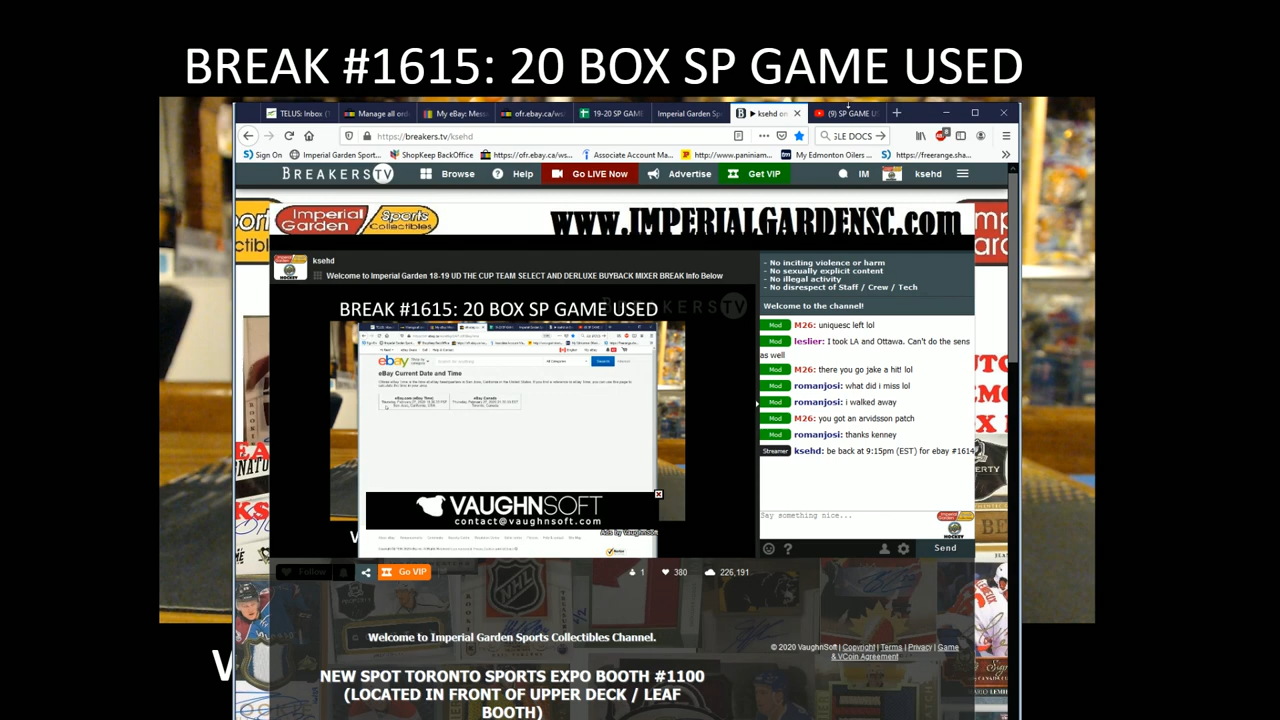 BREAK #1615: 20 BOX SP GAME USED
TELUS: Inbox (
Manage all ord
My eBay: Mess
ofr.ebay.ca/ws
19-20 SP GAM
Imperial Garden Sp
ksehd on
(9) SP GAME U
https://breakers.tv/ksehd
GLE DOCS
Sign On
Imperial Garden Sport...
ShopKeep BackOffice
https://ofr.ebay.ca/ws...
Associate Account Ma...
http://www.paniniam...
My Edmonton Oilers ...
https://freerange.sha...
BREAKERSTV
Browse
Help
Go LIVE Now
Advertise
Get VIP
IM
ksehd
Imperial Garden Sports Collectibles
www.IMPERIALGARDENSC.com
ksehd
Welcome to Imperial Garden 18-19 UD THE CUP TEAM SELECT AND DERLUXE BUYBACK MIXER BREAK Info Below
BREAK #1615: 20 BOX SP GAME USED
ebay
eBay Current Date and Time
VAUGHNSOFT
contact@vaughnsoft.com
Ads by VaughnSoft
- No inciting violence or harm
- No sexually explicit content
- No illegal activity
- No disrespect of Staff / Crew / Tech
Welcome to the channel!
Mod M26: uniquesc left lol
Mod leslier: I took LA and Ottawa. Can't do the sens
as well
Mod M26: there you go jake a hit! lol
Mod romanjosi: what did i miss lol
Mod romanjosi: i walked away
Mod M26: you got an arvidsson patch
Mod romanjosi: thanks kenney
Streamer ksehd: be back at 9:15pm (EST) for ebay #1614
Say something nice...
Send
Follow
Go VIP
1
380
226,191
Welcome to Imperial Garden Sports Collectibles Channel.
© 2020 VaughnSoft | Copyright | Terms | Privacy | Game
& VCoin Agreement
NEW SPOT TORONTO SPORTS EXPO BOOTH #1100
(LOCATED IN FRONT OF UPPER DECK / LEAF
BOOTH)